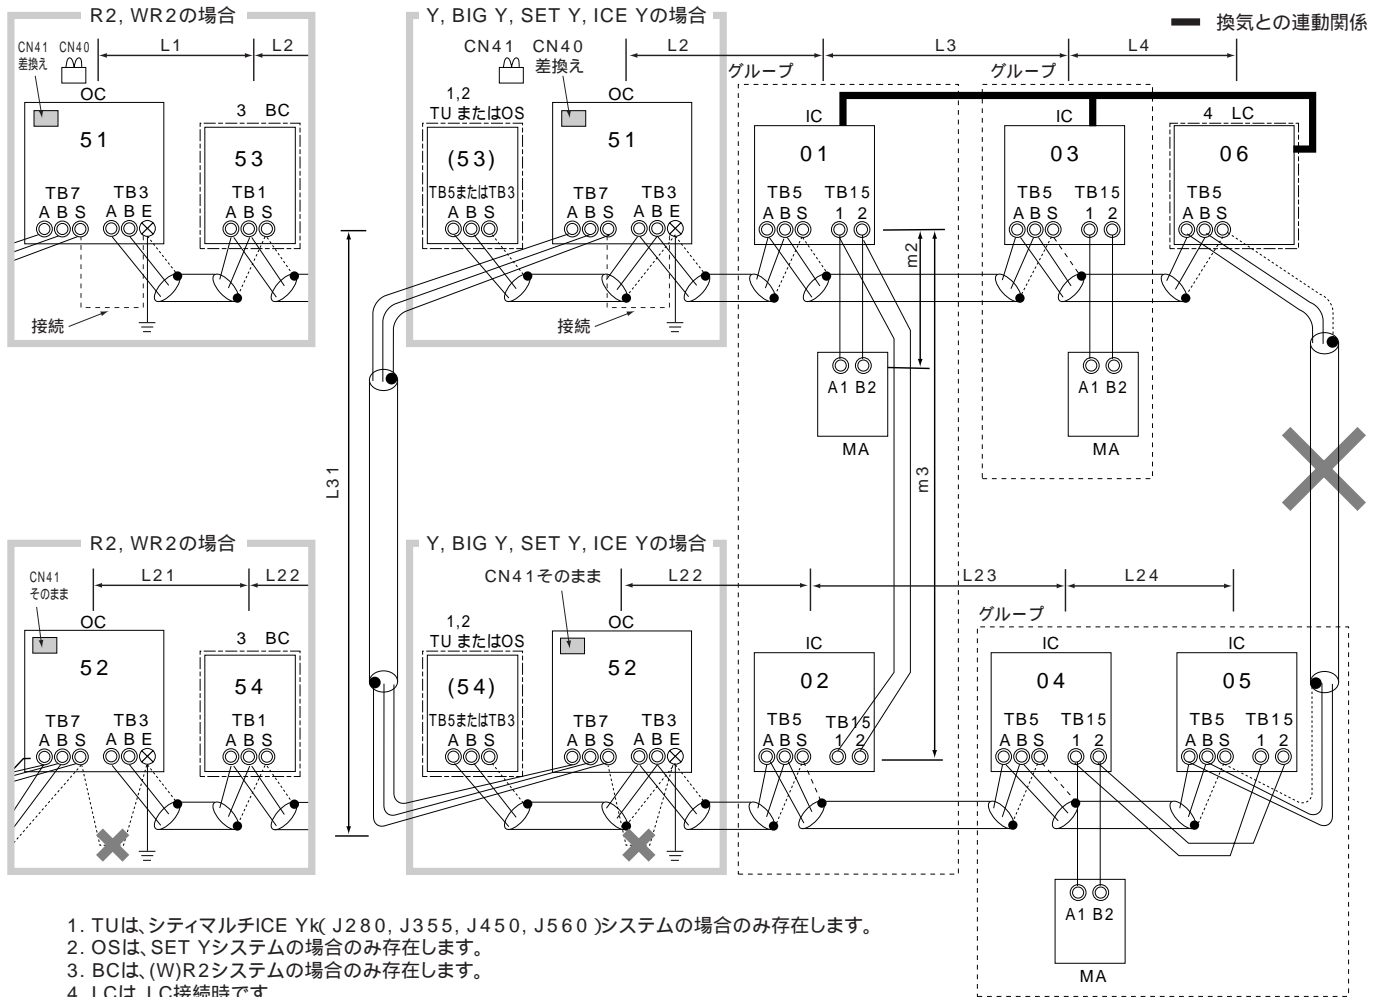 R2, WR2の場合
Y, BIG Y, SET Y, ICE Yの場合
換気との連動関係
CN41 CN40
差換え
L1
L2
CN41 CN40
差換え
L2
L3
L4
グループ
グループ
OC
51
TB7 TB3
A B S A B E
3 BC
53
TB1
A B S
接続
1,2
TU またはOS
(53)
TB5またはTB3
A B S
OC
51
TB7 TB3
A B S A B E
接続
IC
01
TB5 TB15
A B S 1 2
IC
03
TB5 TB15
A B S 1 2
4 LC
06
TB5
A B S
m2
A1 B2
MA
A1 B2
MA
L31
m3
R2, WR2の場合
Y, BIG Y, SET Y, ICE Yの場合
CN41
そのまま
L21
L22
CN41そのまま
L22
L23
L24
グループ
OC
52
TB7 TB3
A B S A B E
3 BC
54
TB1
A B S
1,2
TU またはOS
(54)
TB5またはTB3
A B S
OC
52
TB7 TB3
A B S A B E
IC
02
TB5 TB15
A B S 1 2
IC
04
TB5 TB15
A B S 1 2
IC
05
TB5 TB15
A B S 1 2
A1 B2
MA
1. TUは、シティマルチICE Yk( J280, J355, J450, J560 )システムの場合のみ存在します。
2. OSは、SET Yシステムの場合のみ存在します。
3. BCは、(W)R2システムの場合のみ存在します。
4. LCは、LC接続時です